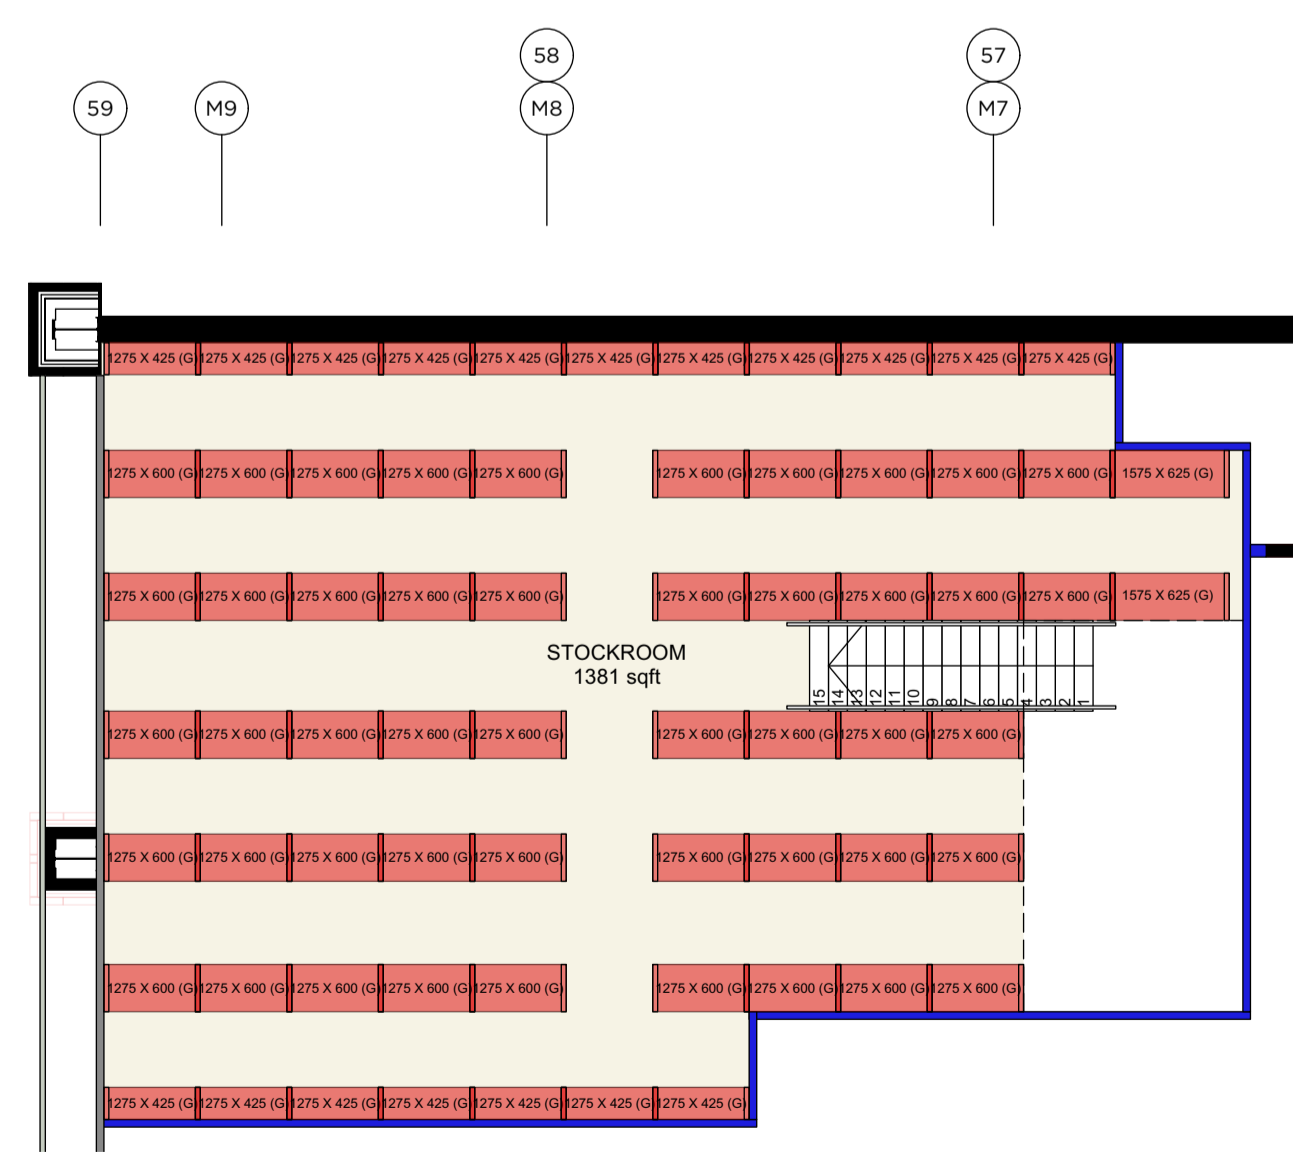 58
57
59
M9
M8
M7
1275 X 425 (G) 1275 X 425 (G) 1275 X 425 (G) 1275 X 425 (G) 1275 X 425 (G) 1275 X 425 (G) 1275 X 425 (G) 1275 X 425 (G) 1275 X 425 (G) 1275 X 425 (G) 1275 X 425 (G)
1275 X 600 (G) 1275 X 600 (G) 1275 X 600 (G) 1275 X 600 (G) 1275 X 600 (G) 1275 X 600 (G) 1275 X 600 (G) 1275 X 600 (G) 1275 X 600 (G) 1275 X 600 (G) 1575 X 625 (G)
1275 X 600 (G) 1275 X 600 (G) 1275 X 600 (G) 1275 X 600 (G) 1275 X 600 (G) 1275 X 600 (G) 1275 X 600 (G) 1275 X 600 (G) 1275 X 600 (G) 1275 X 600 (G) 1575 X 625 (G)
STOCKROOM
1381 sqft
15 14 13 12 11 10 9 8 7 6 5 4 3 2 1
1275 X 600 (G) 1275 X 600 (G) 1275 X 600 (G) 1275 X 600 (G) 1275 X 600 (G) 1275 X 600 (G) 1275 X 600 (G) 1275 X 600 (G) 1275 X 600 (G)
1275 X 600 (G) 1275 X 600 (G) 1275 X 600 (G) 1275 X 600 (G) 1275 X 600 (G) 1275 X 600 (G) 1275 X 600 (G) 1275 X 600 (G) 1275 X 600 (G)
1275 X 600 (G) 1275 X 600 (G) 1275 X 600 (G) 1275 X 600 (G) 1275 X 600 (G) 1275 X 600 (G) 1275 X 600 (G) 1275 X 600 (G) 1275 X 600 (G)
1275 X 425 (G) 1275 X 425 (G) 1275 X 425 (G) 1275 X 425 (G) 1275 X 425 (G) 1275 X 425 (G) 1275 X 425 (G)